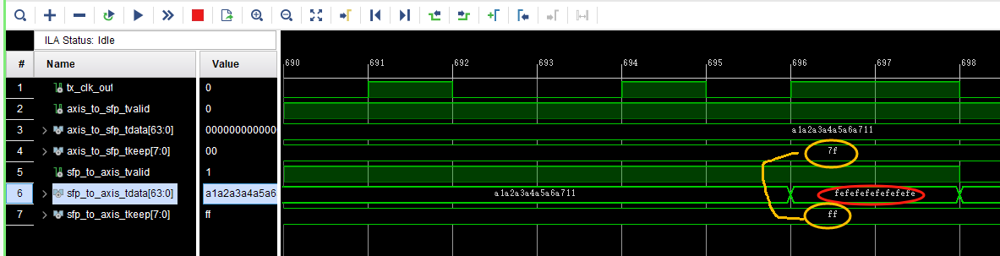 ILA Status: Idle
# Name Value
690 691 692 693 694 695 696 697 698
1 tx_clk_out 0
2 axis_to_sfp_tvalid 0
3 axis_to_sfp_tdata[63:0] 0000000000000 a1a2a3a4a5a6a711
4 axis_to_sfp_tkeep[7:0] 00 7f
5 sfp_to_axis_tvalid 1
6 sfp_to_axis_tdata[63:0] a1a2a3a4a5a6 a1a2a3a4a5a6a711 fefefefefefefefe
7 sfp_to_axis_tkeep[7:0] ff ff